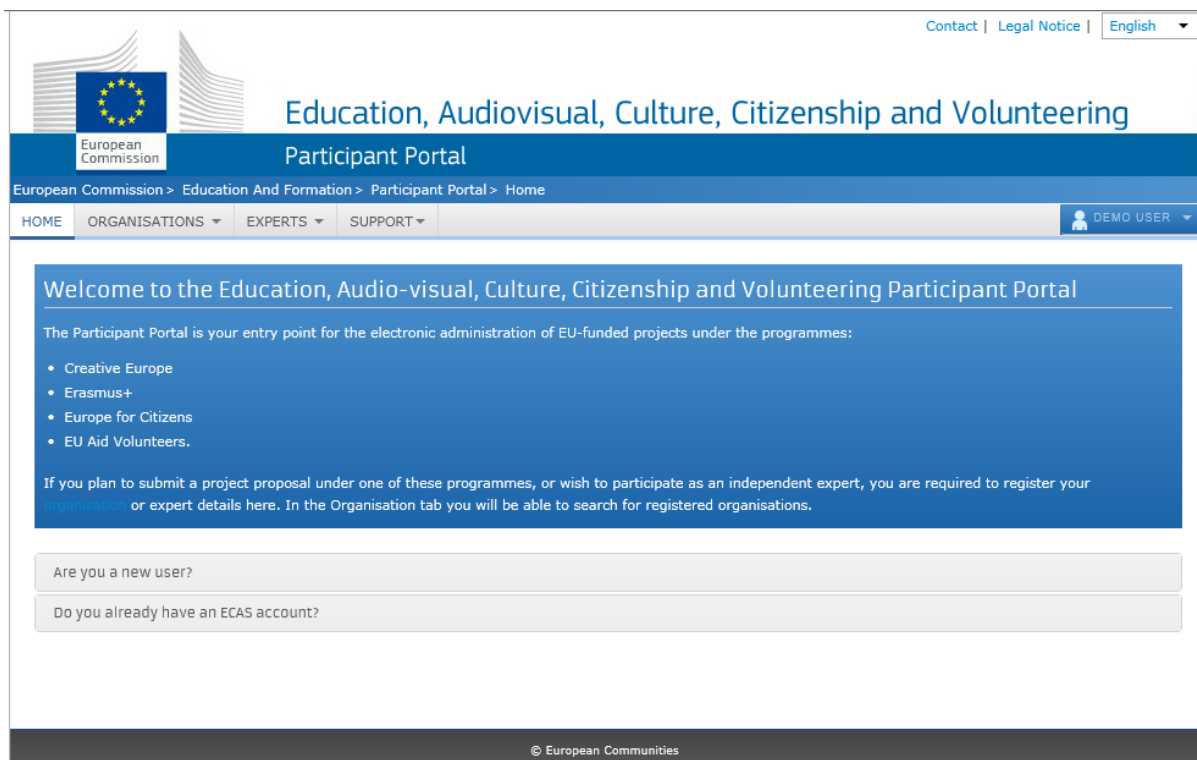 Contact | Legal Notice | English
Education, Audiovisual, Culture, Citizenship and Volunteering
European
Commission
Participant Portal
European Commission > Education And Formation > Participant Portal > Home
HOME ORGANISATIONS EXPERTS SUPPORT DEMO USER
Welcome to the Education, Audio-visual, Culture, Citizenship and Volunteering Participant Portal
The Participant Portal is your entry point for the electronic administration of EU-funded projects under the programmes:
• Creative Europe
• Erasmus+
• Europe for Citizens
• EU Aid Volunteers.
If you plan to submit a project proposal under one of these programmes, or wish to participate as an independent expert, you are required to register your
organisation or expert details here. In the Organisation tab you will be able to search for registered organisations.
Are you a new user?
Do you already have an ECAS account?
© European Communities